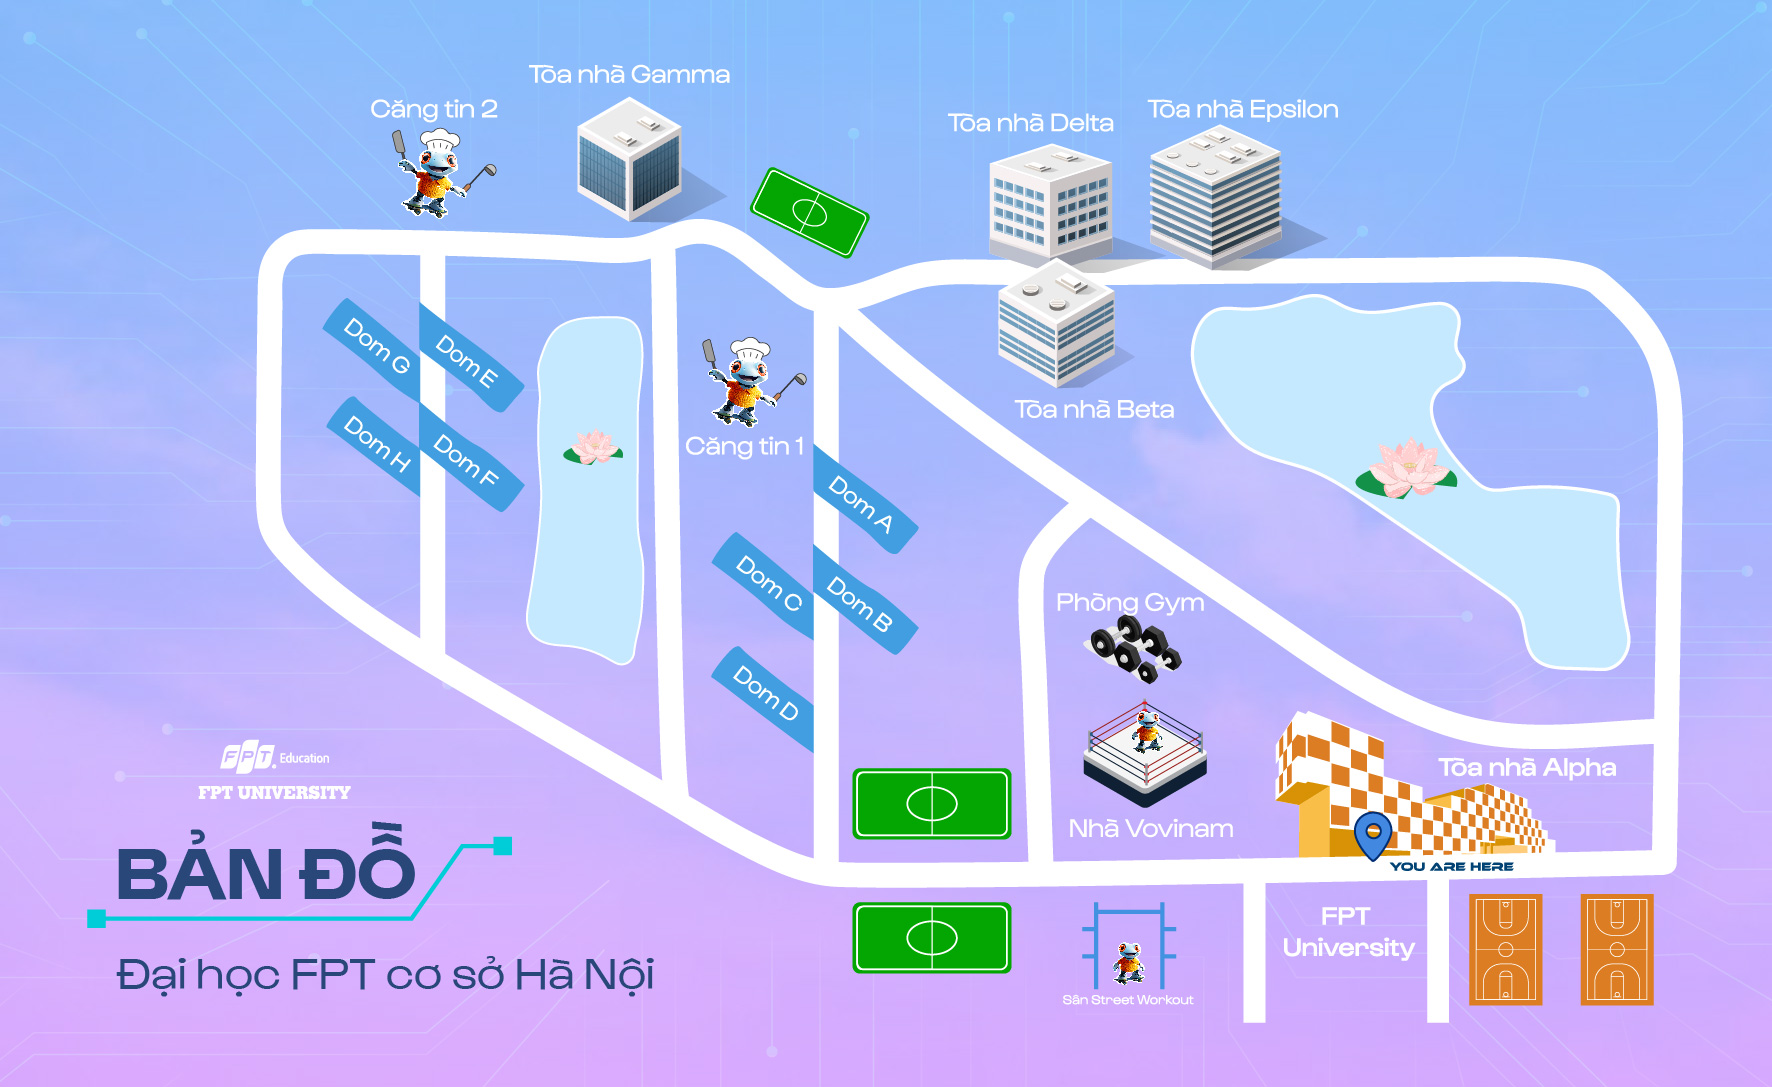 Tòa nhà Gamma
Căng tin 2
Tòa nhà Delta
Tòa nhà Epsilon
Dom G
Dom E
Dom H
Dom F
Căng tin 1
Tòa nhà Beta
Dom A
Dom C
Dom B
Dom D
Phòng Gym
Nhà Vovinam
Tòa nhà Alpha
YOU ARE HERE
FPT
University
Sân Street Workout
FPT. Education
FPT UNIVERSITY
BẢN ĐỒ
Đại học FPT cơ sở Hà Nội